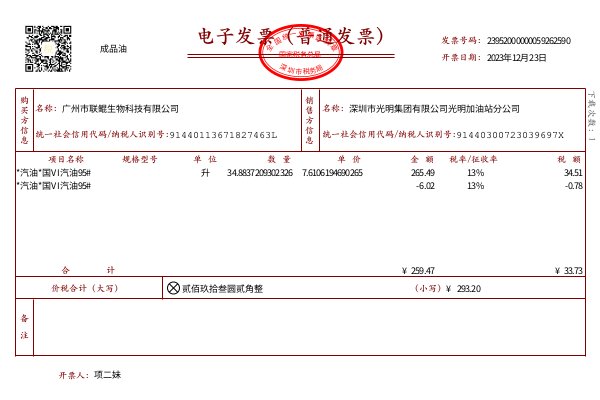 成品油
电子发票（普通发票）
国家税务总局
深圳市税务局
发票号码：23952000000059262590
开票日期：2023年12月23日
购买方信息
名称：广州市联鲲生物科技有限公司
统一社会信用代码/纳税人识别号：91440113671827463L
销售方信息
名称：深圳市光明集团有限公司光明加油站分公司
统一社会信用代码/纳税人识别号：91440300723039697X
下载次数：1
项目名称 规格型号 单位 数量 单价 金额 税率/征收率 税额
*汽油*国VI汽油95# 升 34.8837209302326 7.6106194690265 265.49 13% 34.51
*汽油*国VI汽油95# -6.02 13% -0.78
合计 ¥ 259.47 ¥ 33.73
价税合计（大写） 贰佰玖拾叁圆贰角整 （小写）¥ 293.20
备注
开票人：项二妹